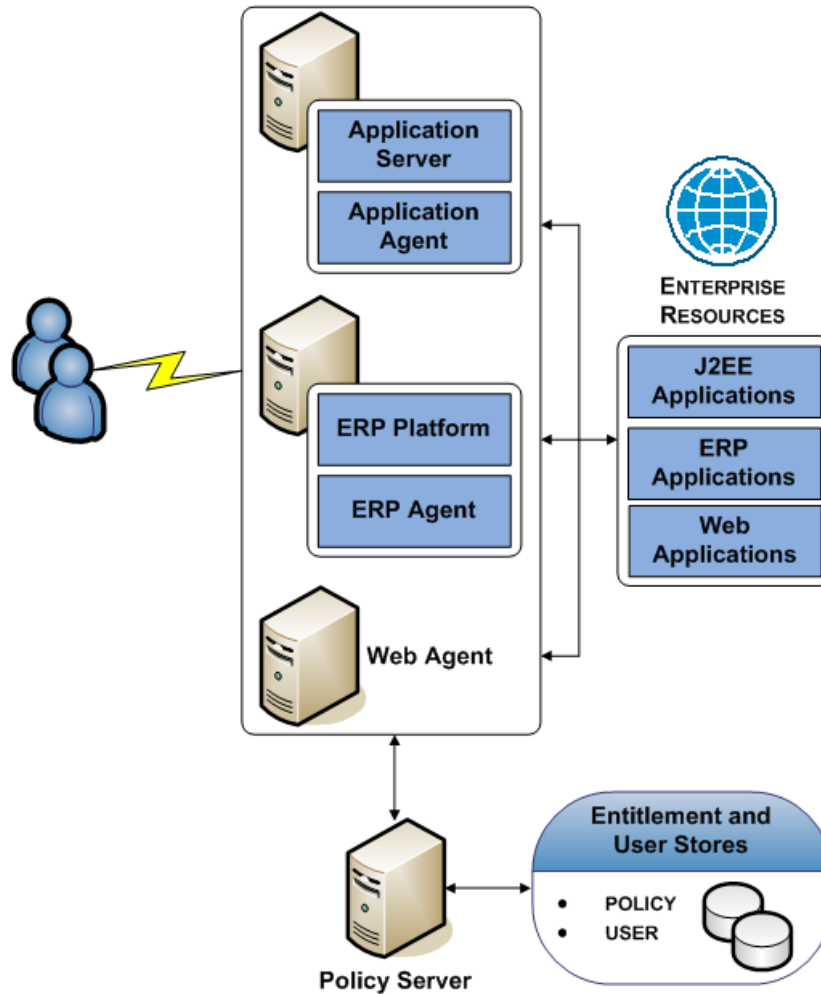 Application
Server
Application
Agent
ENTERPRISE
RESOURCES
J2EE
Applications
ERP
Applications
Web
Applications
ERP Platform
ERP Agent
Web Agent
Policy Server
Entitlement and
User Stores
• POLICY
• USER